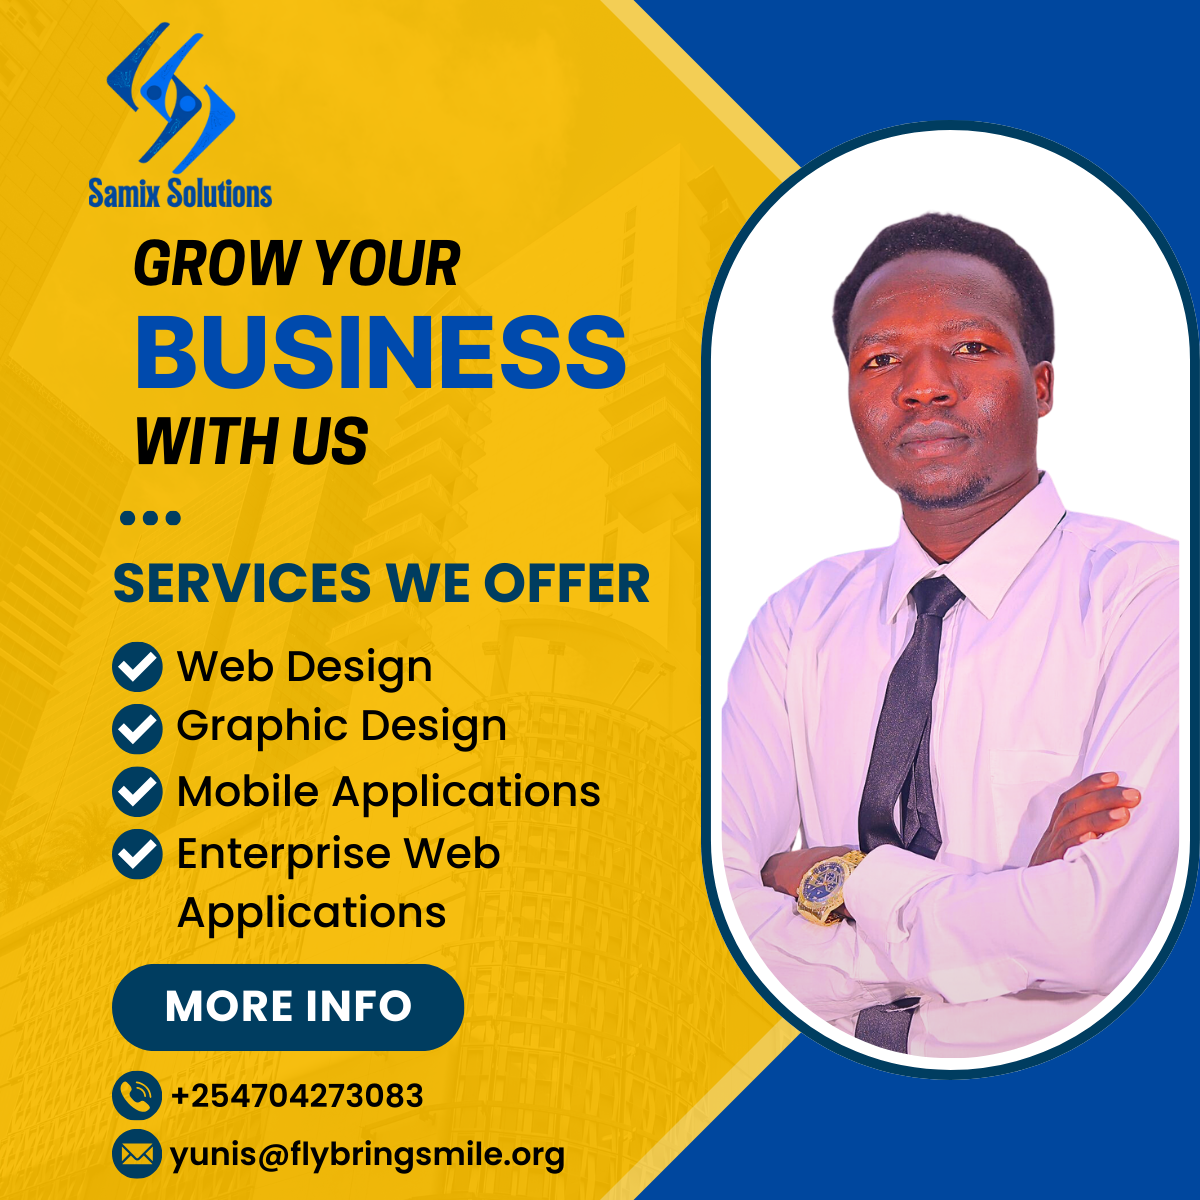 Samix Solutions
GROW YOUR
BUSINESS
WITH US
SERVICES WE OFFER
Web Design
Graphic Design
Mobile Applications
Enterprise Web
Applications
MORE INFO
+254704273083
yunis@flybringsmile.org